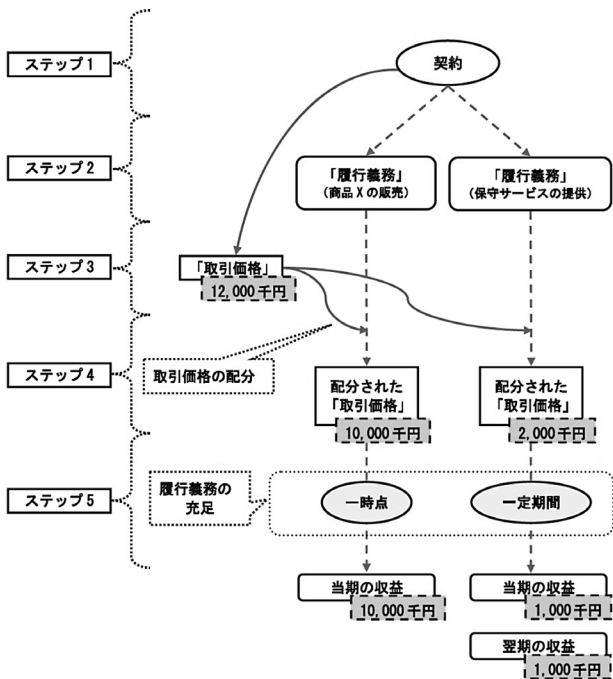 ステップ1
契約
ステップ2
「履行義務」
(商品Xの販売)
「履行義務」
(保守サービスの提供)
ステップ3
「取引価格」
12,000千円
ステップ4
取引価格の配分
配分された
「取引価格」
10,000千円
配分された
「取引価格」
2,000千円
ステップ5
履行義務の
充足
一時点
一定期間
当期の収益
10,000千円
当期の収益
1,000千円
翌期の収益
1,000千円